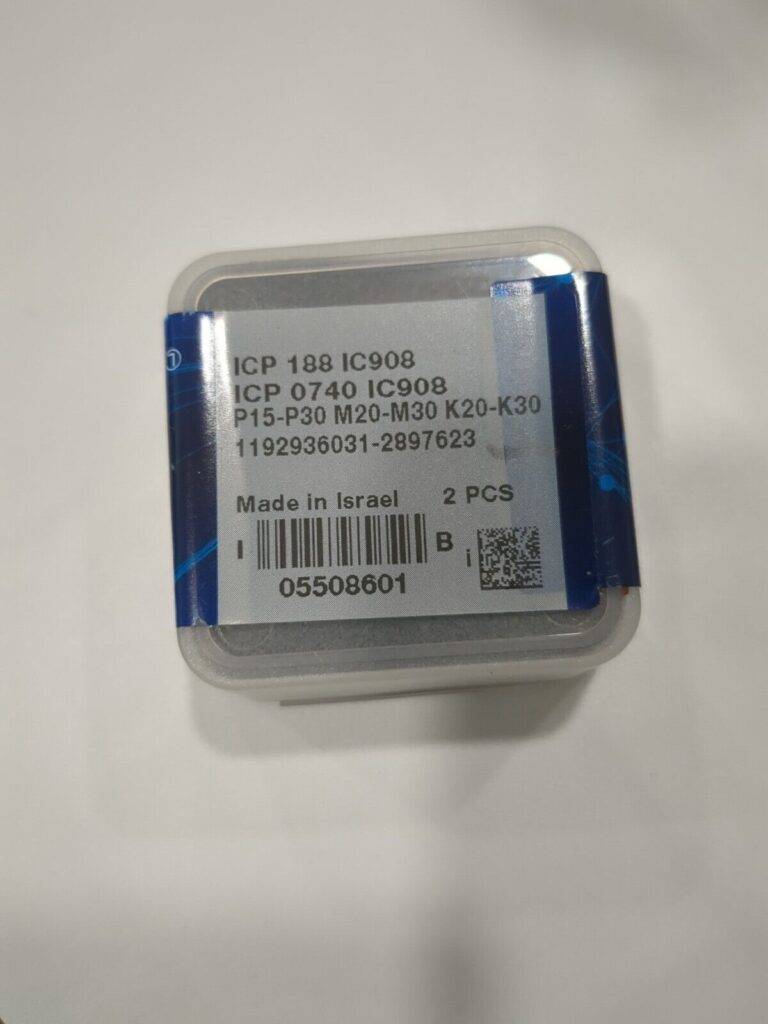 ICP 188 IC908
ICP 0740 IC908
P15-P30 M20-M30 K20-K30
1192936031-2897623
Made in Israel 2 PCS
I B i
05508601